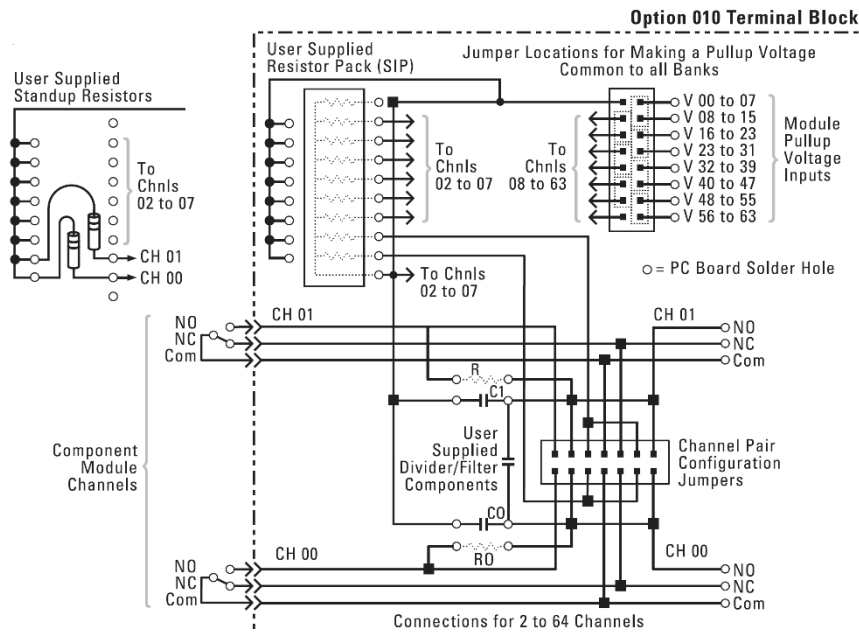 Option 010 Terminal Block
User Supplied
Resistor Pack (SIP)
Jumper Locations for Making a Pullup Voltage
Common to all Banks
User Supplied
Standup Resistors
To
Chnls
02 to 07
CH 01
CH 00
To
Chnls
02 to 07
To
Chnls
08 to 63
V 00 to 07
V 08 to 15
V 16 to 23
V 23 to 31
V 32 to 39
V 40 to 47
V 48 to 55
V 56 to 63
Module
Pullup
Voltage
Inputs
To Chnls
02 to 07
= PC Board Solder Hole
NO
NC
Com
CH 01
CH 01
NO
NC
Com
R
C1
Component
Module
Channels
User
Supplied
Divider/Filter
Components
Channel Pair
Configuration
Jumpers
C0
R0
NO
NC
Com
CH 00
CH 00
NO
NC
Com
Connections for 2 to 64 Channels